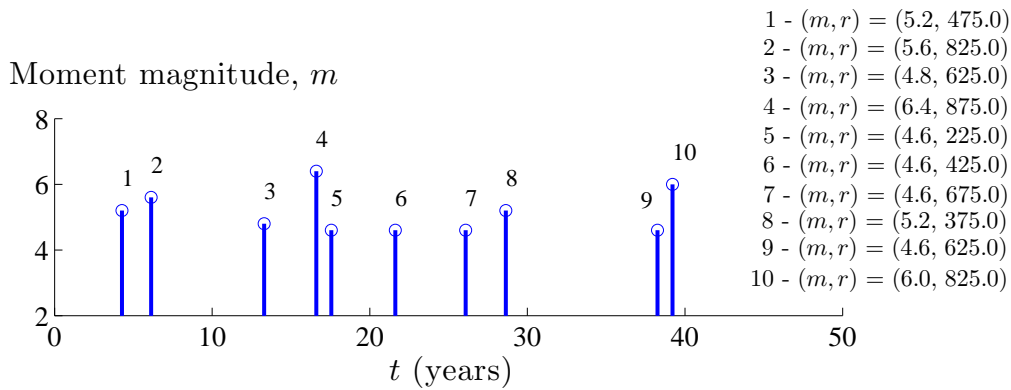 1 - (m, r) = (5.2, 475.0)
2 - (m, r) = (5.6, 825.0)
3 - (m, r) = (4.8, 625.0)
4 - (m, r) = (6.4, 875.0)
5 - (m, r) = (4.6, 225.0)
6 - (m, r) = (4.6, 425.0)
7 - (m, r) = (4.6, 675.0)
8 - (m, r) = (5.2, 375.0)
9 - (m, r) = (4.6, 625.0)
10 - (m, r) = (6.0, 825.0)
Moment magnitude, m
8
6
4
2
1 2 3 4 5 6 7 8 9 10
0 10 20 30 40 50
t (years)